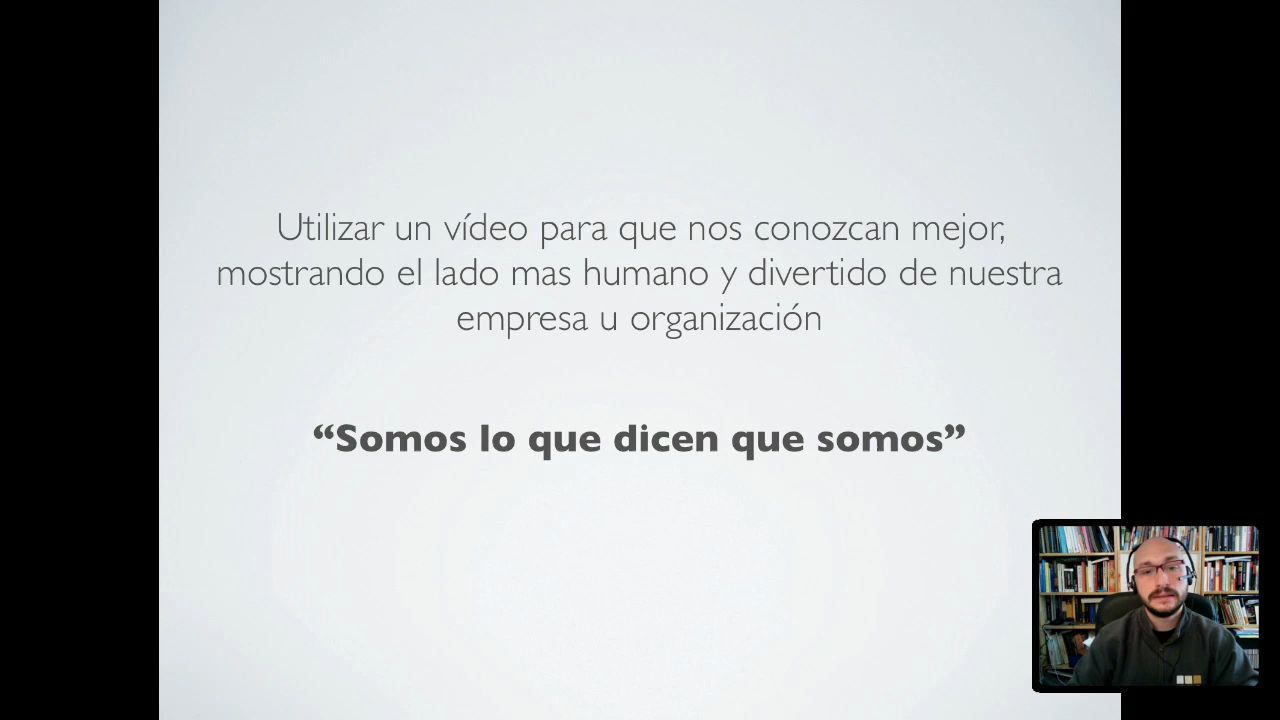 Utilizar un vídeo para que nos conozcan mejor,
mostrando el lado mas humano y divertido de nuestra
empresa u organización
“Somos lo que dicen que somos”